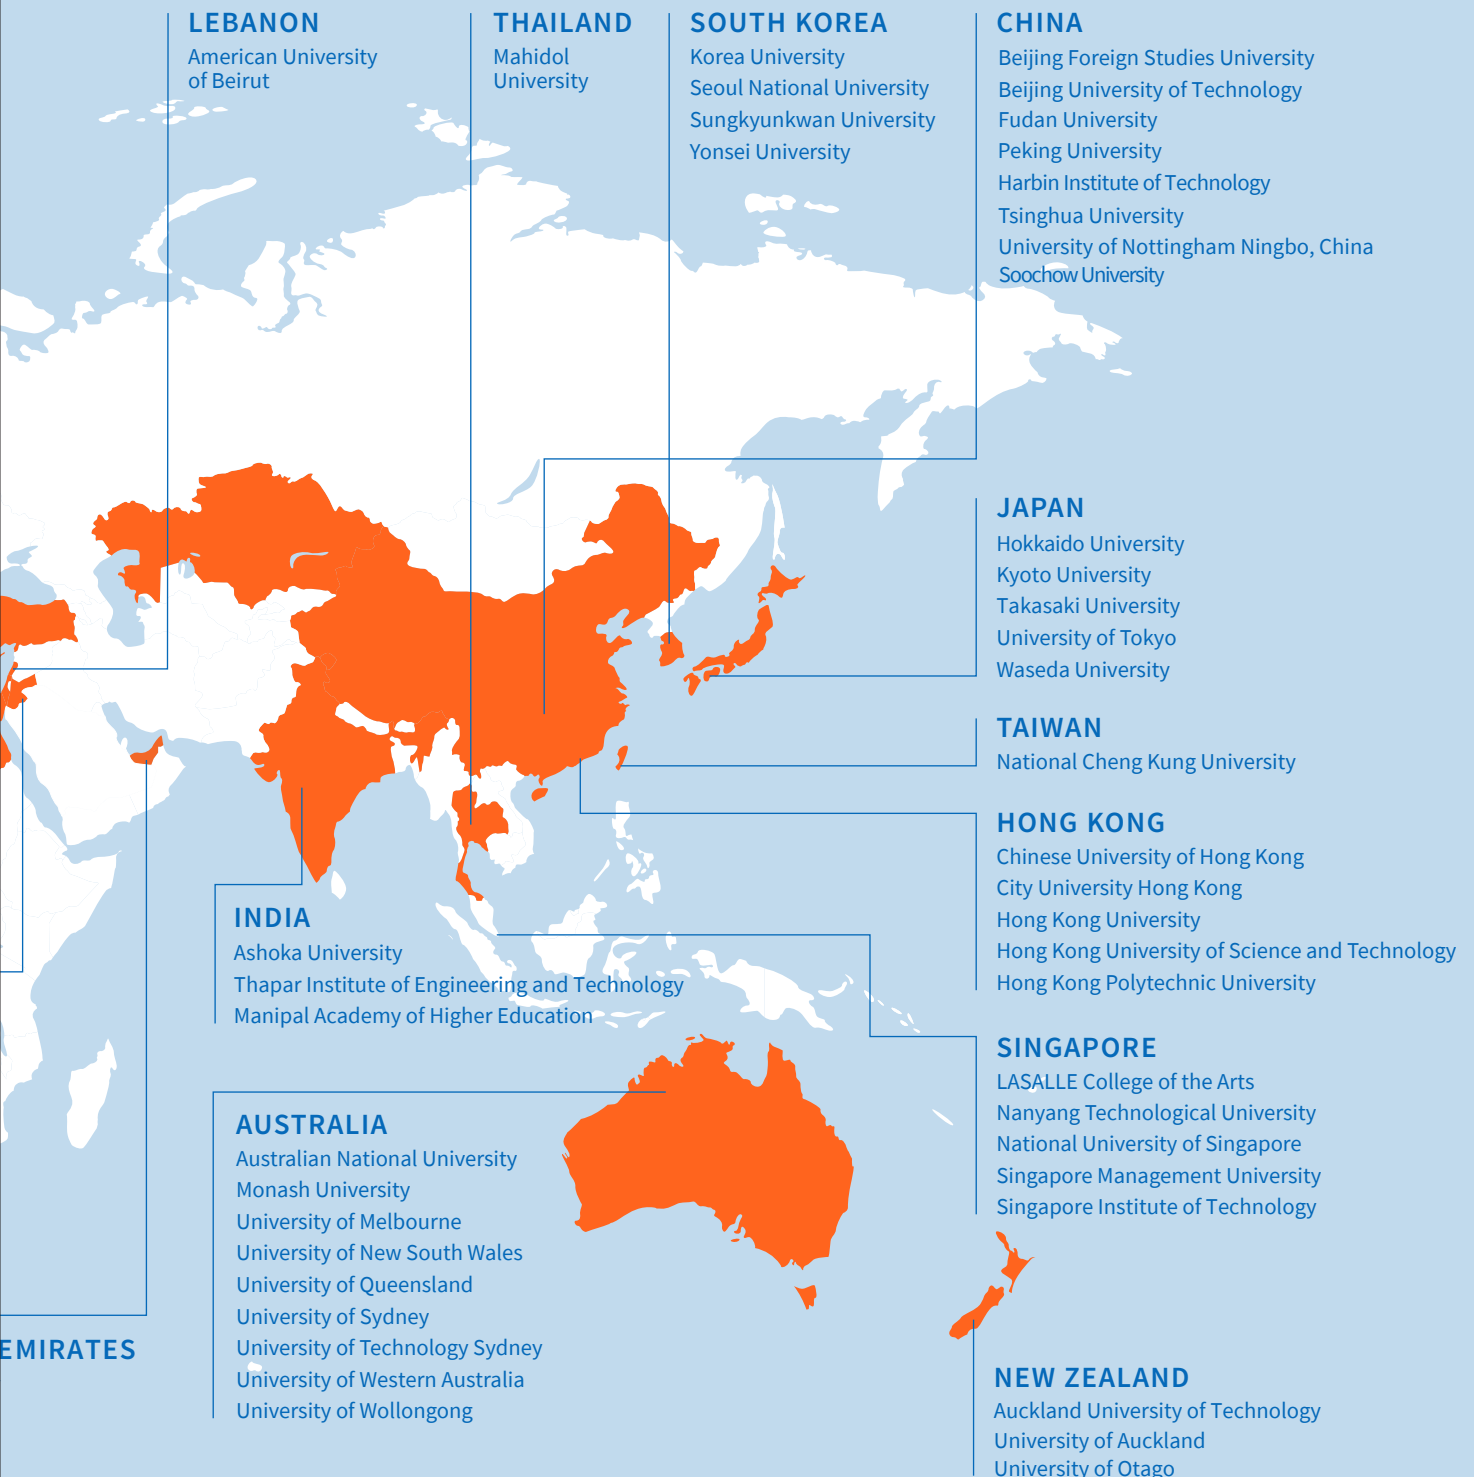 LEBANON
American University
of Beirut
THAILAND
Mahidol
University
SOUTH KOREA
Korea University
Seoul National University
Sungkyunkwan University
Yonsei University
CHINA
Beijing Foreign Studies University
Beijing University of Technology
Fudan University
Peking University
Harbin Institute of Technology
Tsinghua University
University of Nottingham Ningbo, China
Soochow University
JAPAN
Hokkaido University
Kyoto University
Takasaki University
University of Tokyo
Waseda University
TAIWAN
National Cheng Kung University
HONG KONG
Chinese University of Hong Kong
City University Hong Kong
Hong Kong University
Hong Kong University of Science and Technology
Hong Kong Polytechnic University
INDIA
Ashoka University
Thapar Institute of Engineering and Technology
Manipal Academy of Higher Education
SINGAPORE
LASALLE College of the Arts
Nanyang Technological University
National University of Singapore
Singapore Management University
Singapore Institute of Technology
AUSTRALIA
Australian National University
Monash University
University of Melbourne
University of New South Wales
University of Queensland
University of Sydney
University of Technology Sydney
University of Western Australia
University of Wollongong
EMIRATES
NEW ZEALAND
Auckland University of Technology
University of Auckland
University of Otago